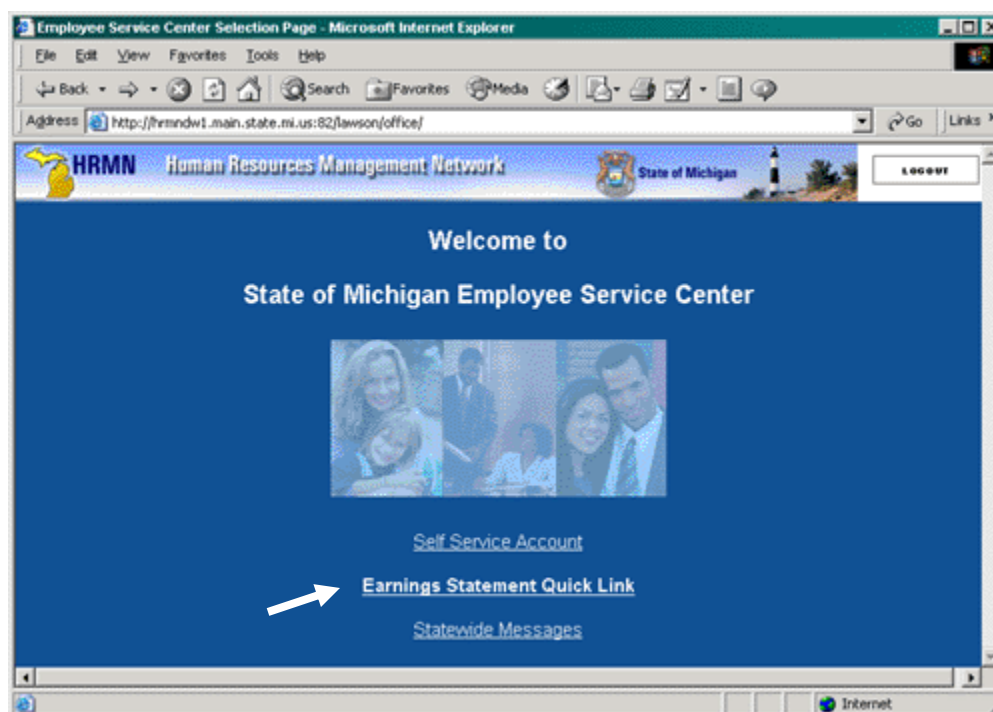 Employee Service Center Selection Page - Microsoft Internet Explorer
File Edit View Favorites Tools Help
Back Search Favorites Media
Address http://hrmndw1.main.state.mi.us:82/lawson/office/ Go Links
HRMN Human Resources Management Network State of Michigan LOGOUT
Welcome to
State of Michigan Employee Service Center
Self Service Account
Earnings Statement Quick Link
Statewide Messages
Internet